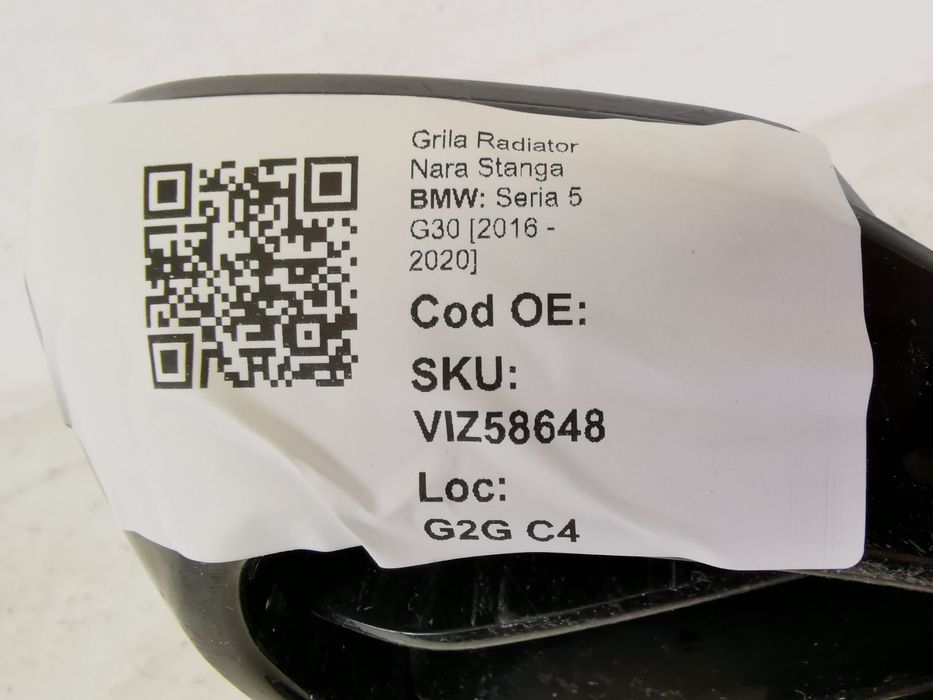 Grila Radiator
Nara Stanga
BMW: Seria 5
G30 [2016 -
2020]
Cod OE:
SKU:
VIZ58648
Loc:
G2G C4